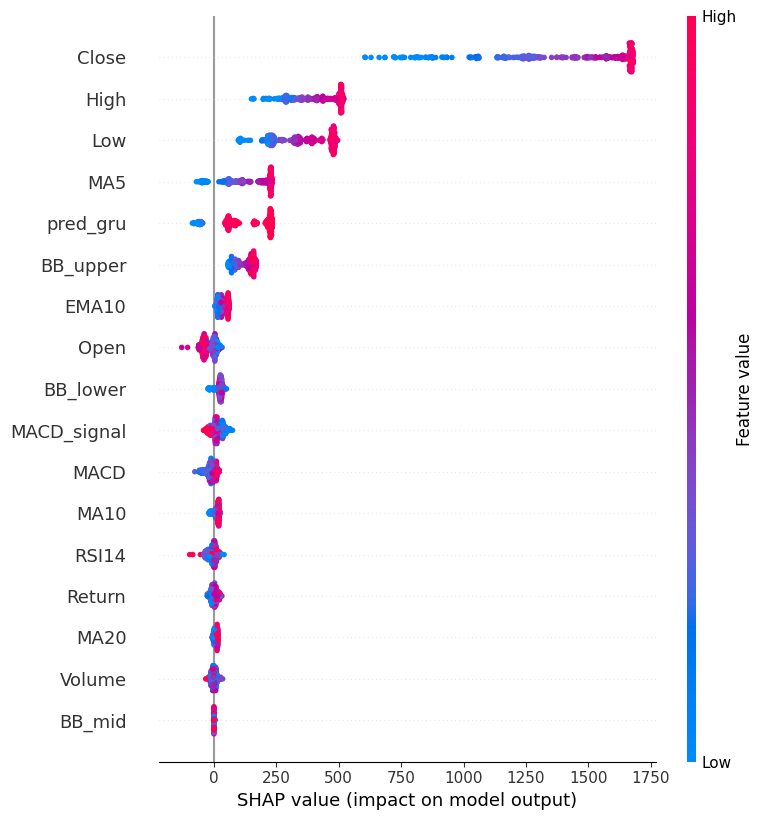 High
Close
High
Low
MA5
pred_gru
BB_upper
EMA10
Open
BB_lower
MACD_signal
MACD
MA10
RSI14
Return
MA20
Volume
BB_mid
Feature value
Low
0 250 500 750 1000 1250 1500 1750
SHAP value (impact on model output)